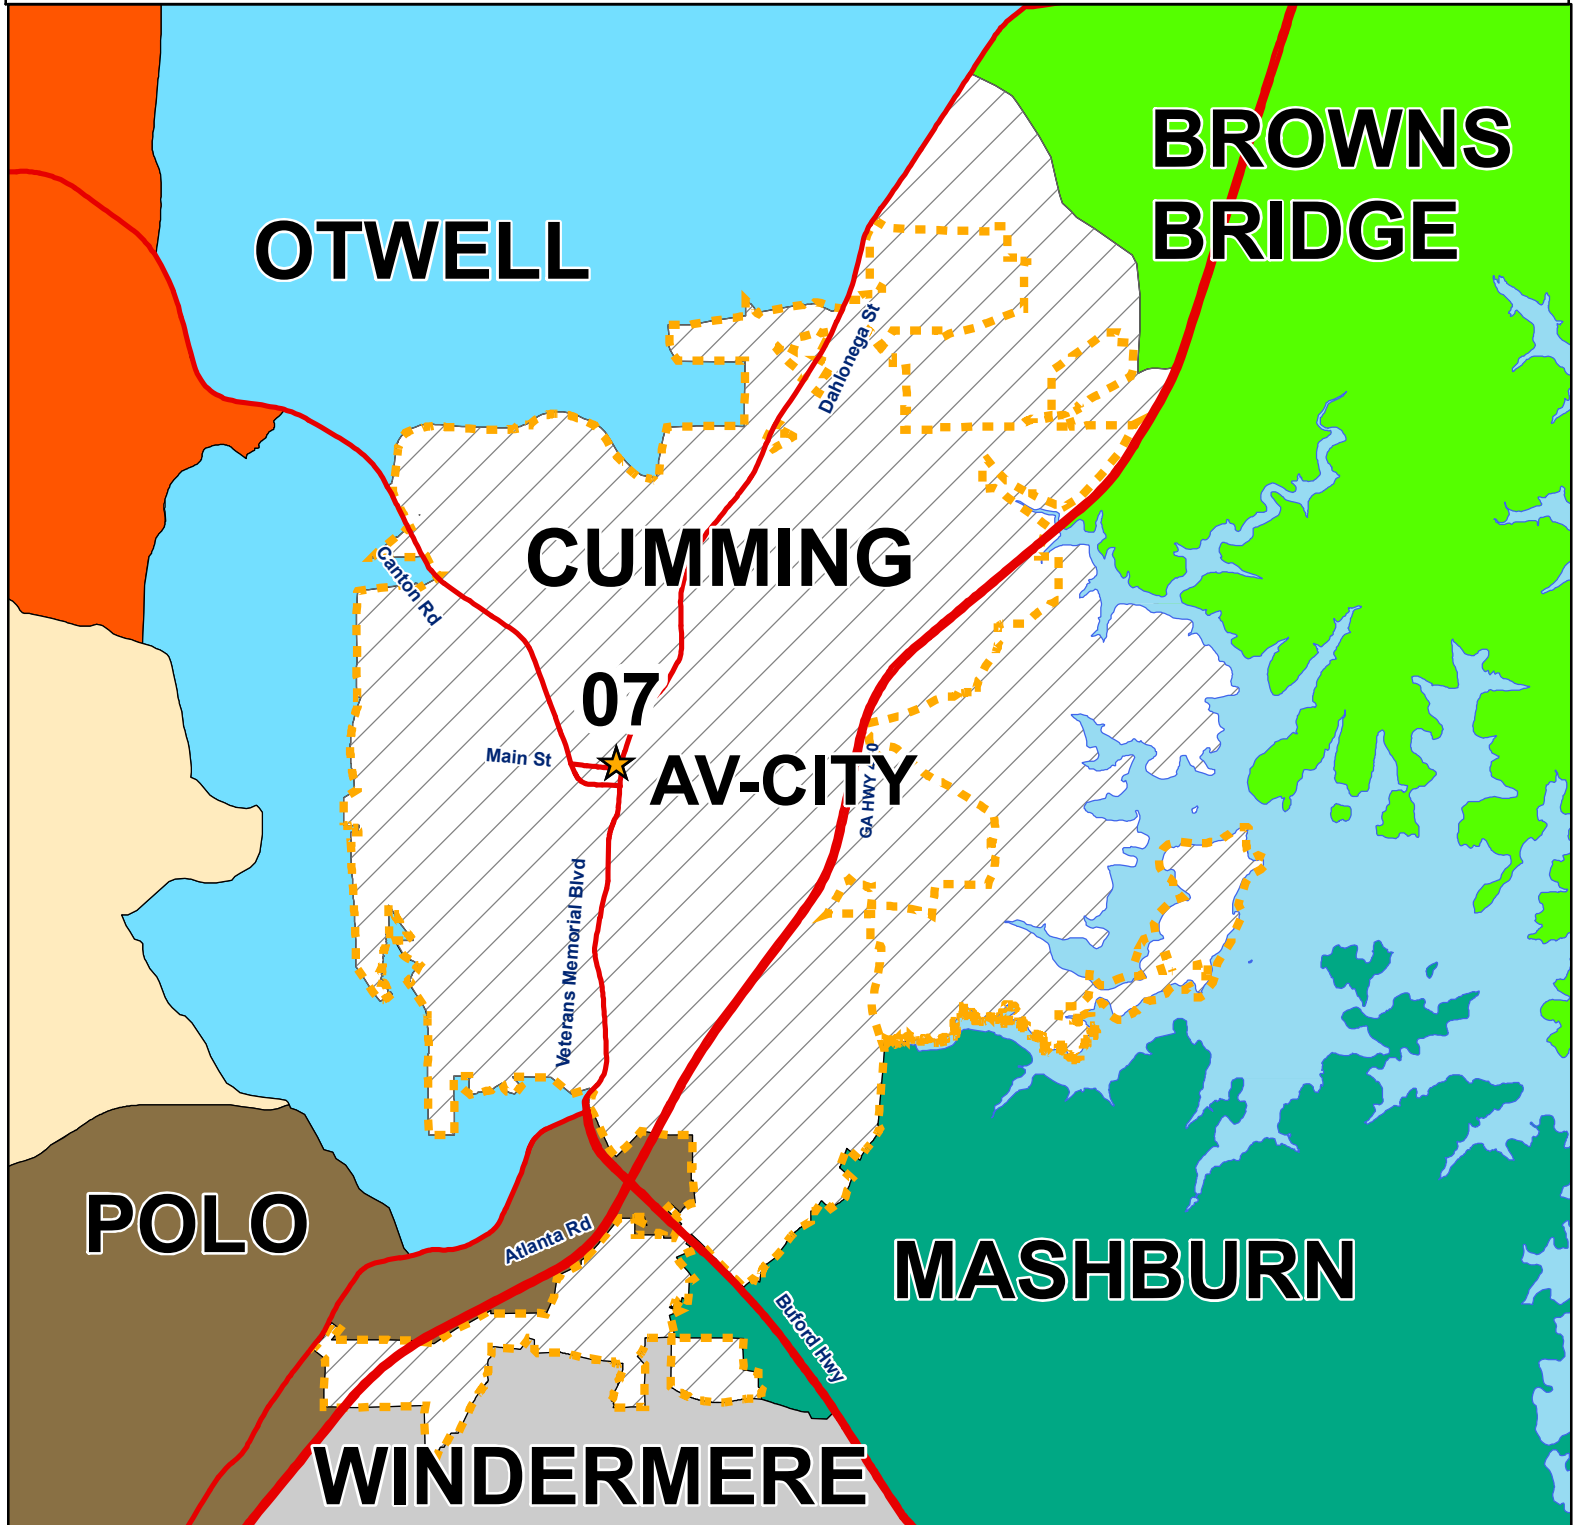 BROWNS
BRIDGE
OTWELL
Dahlonega St
CUMMING
Canton Rd
07
Main St
AV-CITY
GA HWY 400
Veterans Memorial Blvd
POLO
Atlanta Rd
MASHBURN
Buford Hwy
WINDERMERE